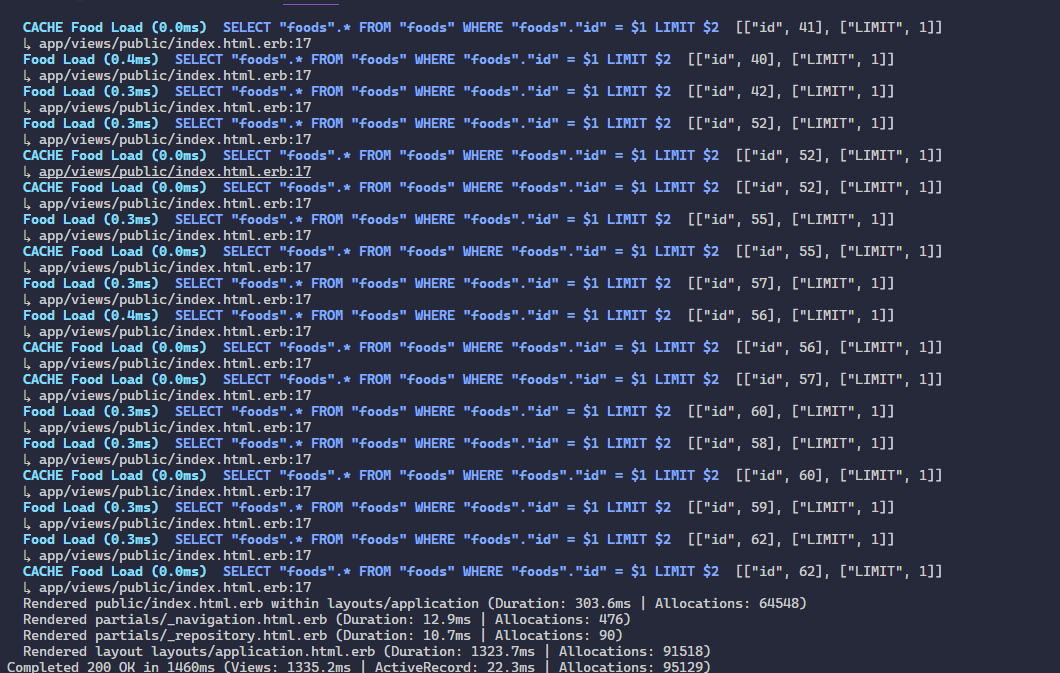 CACHE Food Load (0.0ms)  SELECT "foods".* FROM "foods" WHERE "foods"."id" = $1 LIMIT $2  [["id", 41], ["LIMIT", 1]]
↳ app/views/public/index.html.erb:17
Food Load (0.4ms)  SELECT "foods".* FROM "foods" WHERE "foods"."id" = $1 LIMIT $2  [["id", 40], ["LIMIT", 1]]
↳ app/views/public/index.html.erb:17
Food Load (0.3ms)  SELECT "foods".* FROM "foods" WHERE "foods"."id" = $1 LIMIT $2  [["id", 42], ["LIMIT", 1]]
↳ app/views/public/index.html.erb:17
Food Load (0.3ms)  SELECT "foods".* FROM "foods" WHERE "foods"."id" = $1 LIMIT $2  [["id", 52], ["LIMIT", 1]]
↳ app/views/public/index.html.erb:17
CACHE Food Load (0.0ms)  SELECT "foods".* FROM "foods" WHERE "foods"."id" = $1 LIMIT $2  [["id", 52], ["LIMIT", 1]]
↳ app/views/public/index.html.erb:17
CACHE Food Load (0.0ms)  SELECT "foods".* FROM "foods" WHERE "foods"."id" = $1 LIMIT $2  [["id", 52], ["LIMIT", 1]]
↳ app/views/public/index.html.erb:17
Food Load (0.3ms)  SELECT "foods".* FROM "foods" WHERE "foods"."id" = $1 LIMIT $2  [["id", 55], ["LIMIT", 1]]
↳ app/views/public/index.html.erb:17
CACHE Food Load (0.0ms)  SELECT "foods".* FROM "foods" WHERE "foods"."id" = $1 LIMIT $2  [["id", 55], ["LIMIT", 1]]
↳ app/views/public/index.html.erb:17
Food Load (0.3ms)  SELECT "foods".* FROM "foods" WHERE "foods"."id" = $1 LIMIT $2  [["id", 57], ["LIMIT", 1]]
↳ app/views/public/index.html.erb:17
Food Load (0.4ms)  SELECT "foods".* FROM "foods" WHERE "foods"."id" = $1 LIMIT $2  [["id", 56], ["LIMIT", 1]]
↳ app/views/public/index.html.erb:17
CACHE Food Load (0.0ms)  SELECT "foods".* FROM "foods" WHERE "foods"."id" = $1 LIMIT $2  [["id", 56], ["LIMIT", 1]]
↳ app/views/public/index.html.erb:17
CACHE Food Load (0.0ms)  SELECT "foods".* FROM "foods" WHERE "foods"."id" = $1 LIMIT $2  [["id", 57], ["LIMIT", 1]]
↳ app/views/public/index.html.erb:17
Food Load (0.3ms)  SELECT "foods".* FROM "foods" WHERE "foods"."id" = $1 LIMIT $2  [["id", 60], ["LIMIT", 1]]
↳ app/views/public/index.html.erb:17
Food Load (0.3ms)  SELECT "foods".* FROM "foods" WHERE "foods"."id" = $1 LIMIT $2  [["id", 58], ["LIMIT", 1]]
↳ app/views/public/index.html.erb:17
CACHE Food Load (0.0ms)  SELECT "foods".* FROM "foods" WHERE "foods"."id" = $1 LIMIT $2  [["id", 60], ["LIMIT", 1]]
↳ app/views/public/index.html.erb:17
Food Load (0.3ms)  SELECT "foods".* FROM "foods" WHERE "foods"."id" = $1 LIMIT $2  [["id", 59], ["LIMIT", 1]]
↳ app/views/public/index.html.erb:17
Food Load (0.3ms)  SELECT "foods".* FROM "foods" WHERE "foods"."id" = $1 LIMIT $2  [["id", 62], ["LIMIT", 1]]
↳ app/views/public/index.html.erb:17
CACHE Food Load (0.0ms)  SELECT "foods".* FROM "foods" WHERE "foods"."id" = $1 LIMIT $2  [["id", 62], ["LIMIT", 1]]
↳ app/views/public/index.html.erb:17
Rendered public/index.html.erb within layouts/application (Duration: 303.6ms | Allocations: 64548)
Rendered partials/_navigation.html.erb (Duration: 12.9ms | Allocations: 476)
Rendered partials/_repository.html.erb (Duration: 10.7ms | Allocations: 90)
Rendered layout layouts/application.html.erb (Duration: 1323.7ms | Allocations: 91518)
Completed 200 OK in 1460ms (Views: 1335.2ms | ActiveRecord: 22.3ms | Allocations: 95129)